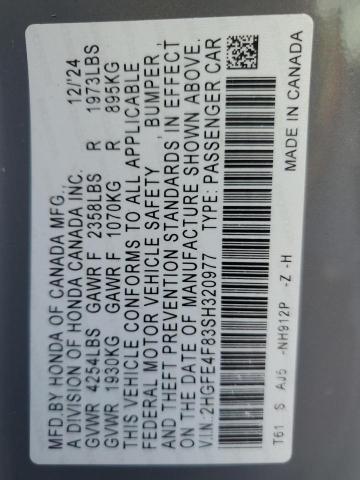 MFD.BY HONDA OF CANADA MFG.,
A DIVISION OF HONDA CANADA INC. 12/'24
GVWR 4254LBS GAWR F 2358LBS R 1973LBS
GVWR 1930KG GAWR F 1070KG R 895KG
THIS VEHICLE CONFORMS TO ALL APPLICABLE
FEDERAL MOTOR VEHICLE SAFETY , BUMPER,
AND THEFT PREVENTION STANDARDS IN EFFECT
ON THE DATE OF MANUFACTURE SHOWN ABOVE.
V.I.N.:2HGFE4F83SH320977 TYPE: PASSENGER CAR
T61 S AJ5 -NH912P -Z -H MADE IN CANADA